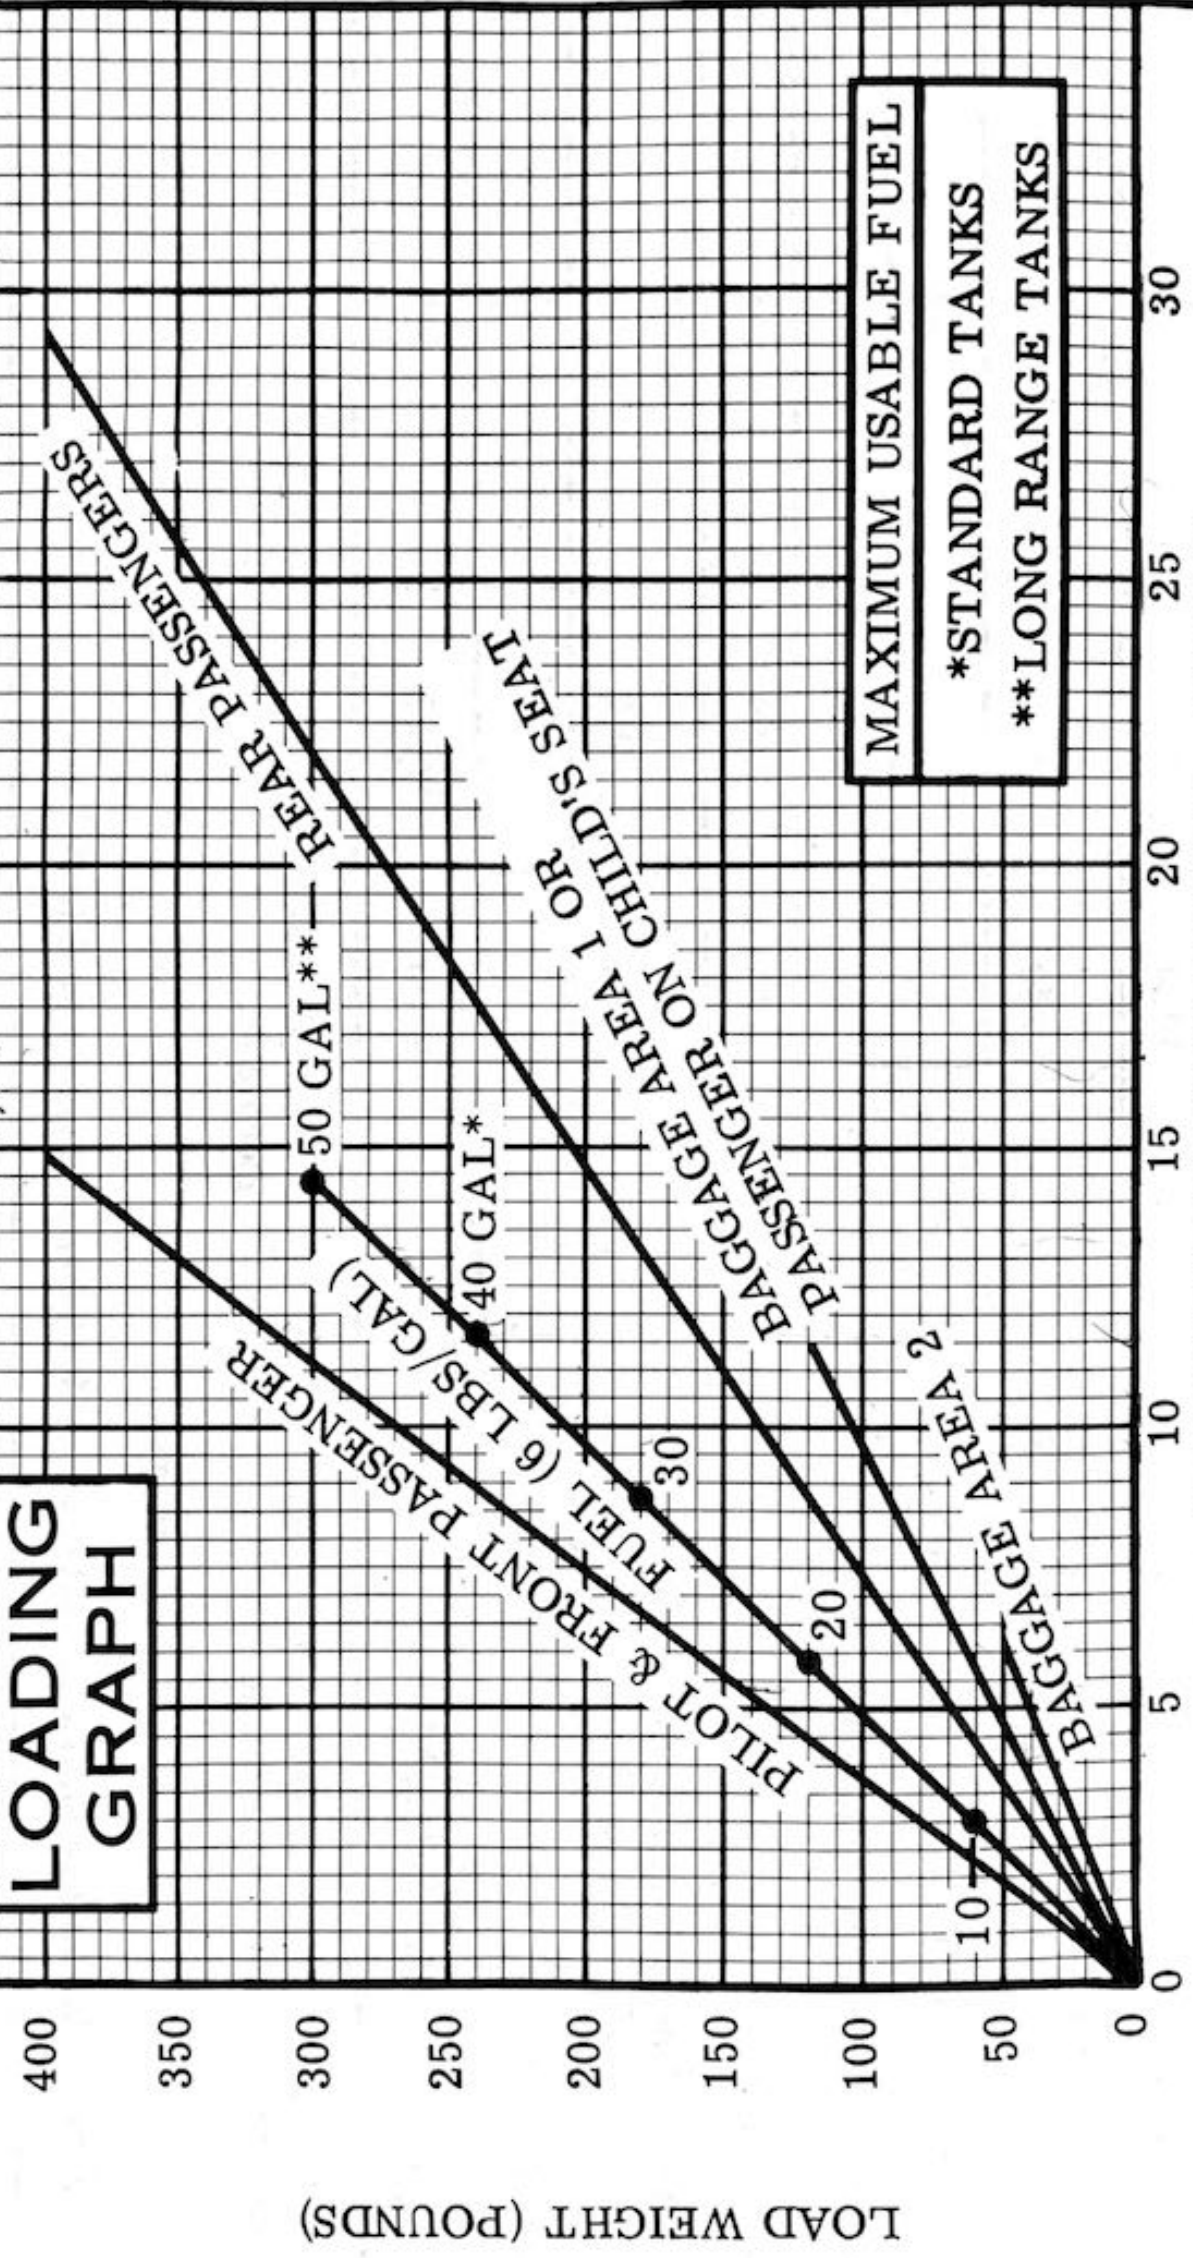 LOADING
GRAPH
LOAD WEIGHT (POUNDS)
400
350
300
250
200
150
100
50
0
PILOT & FRONT PASSENGER
FUEL (6 LBS/GAL)
REAR PASSENGERS
50 GAL**
40 GAL*
30
20
10
BAGGAGE AREA 1 OR
PASSENGER ON CHILD'S SEAT
BAGGAGE AREA 2
MAXIMUM USABLE FUEL
*STANDARD TANKS
**LONG RANGE TANKS
0
5
10
15
20
25
30